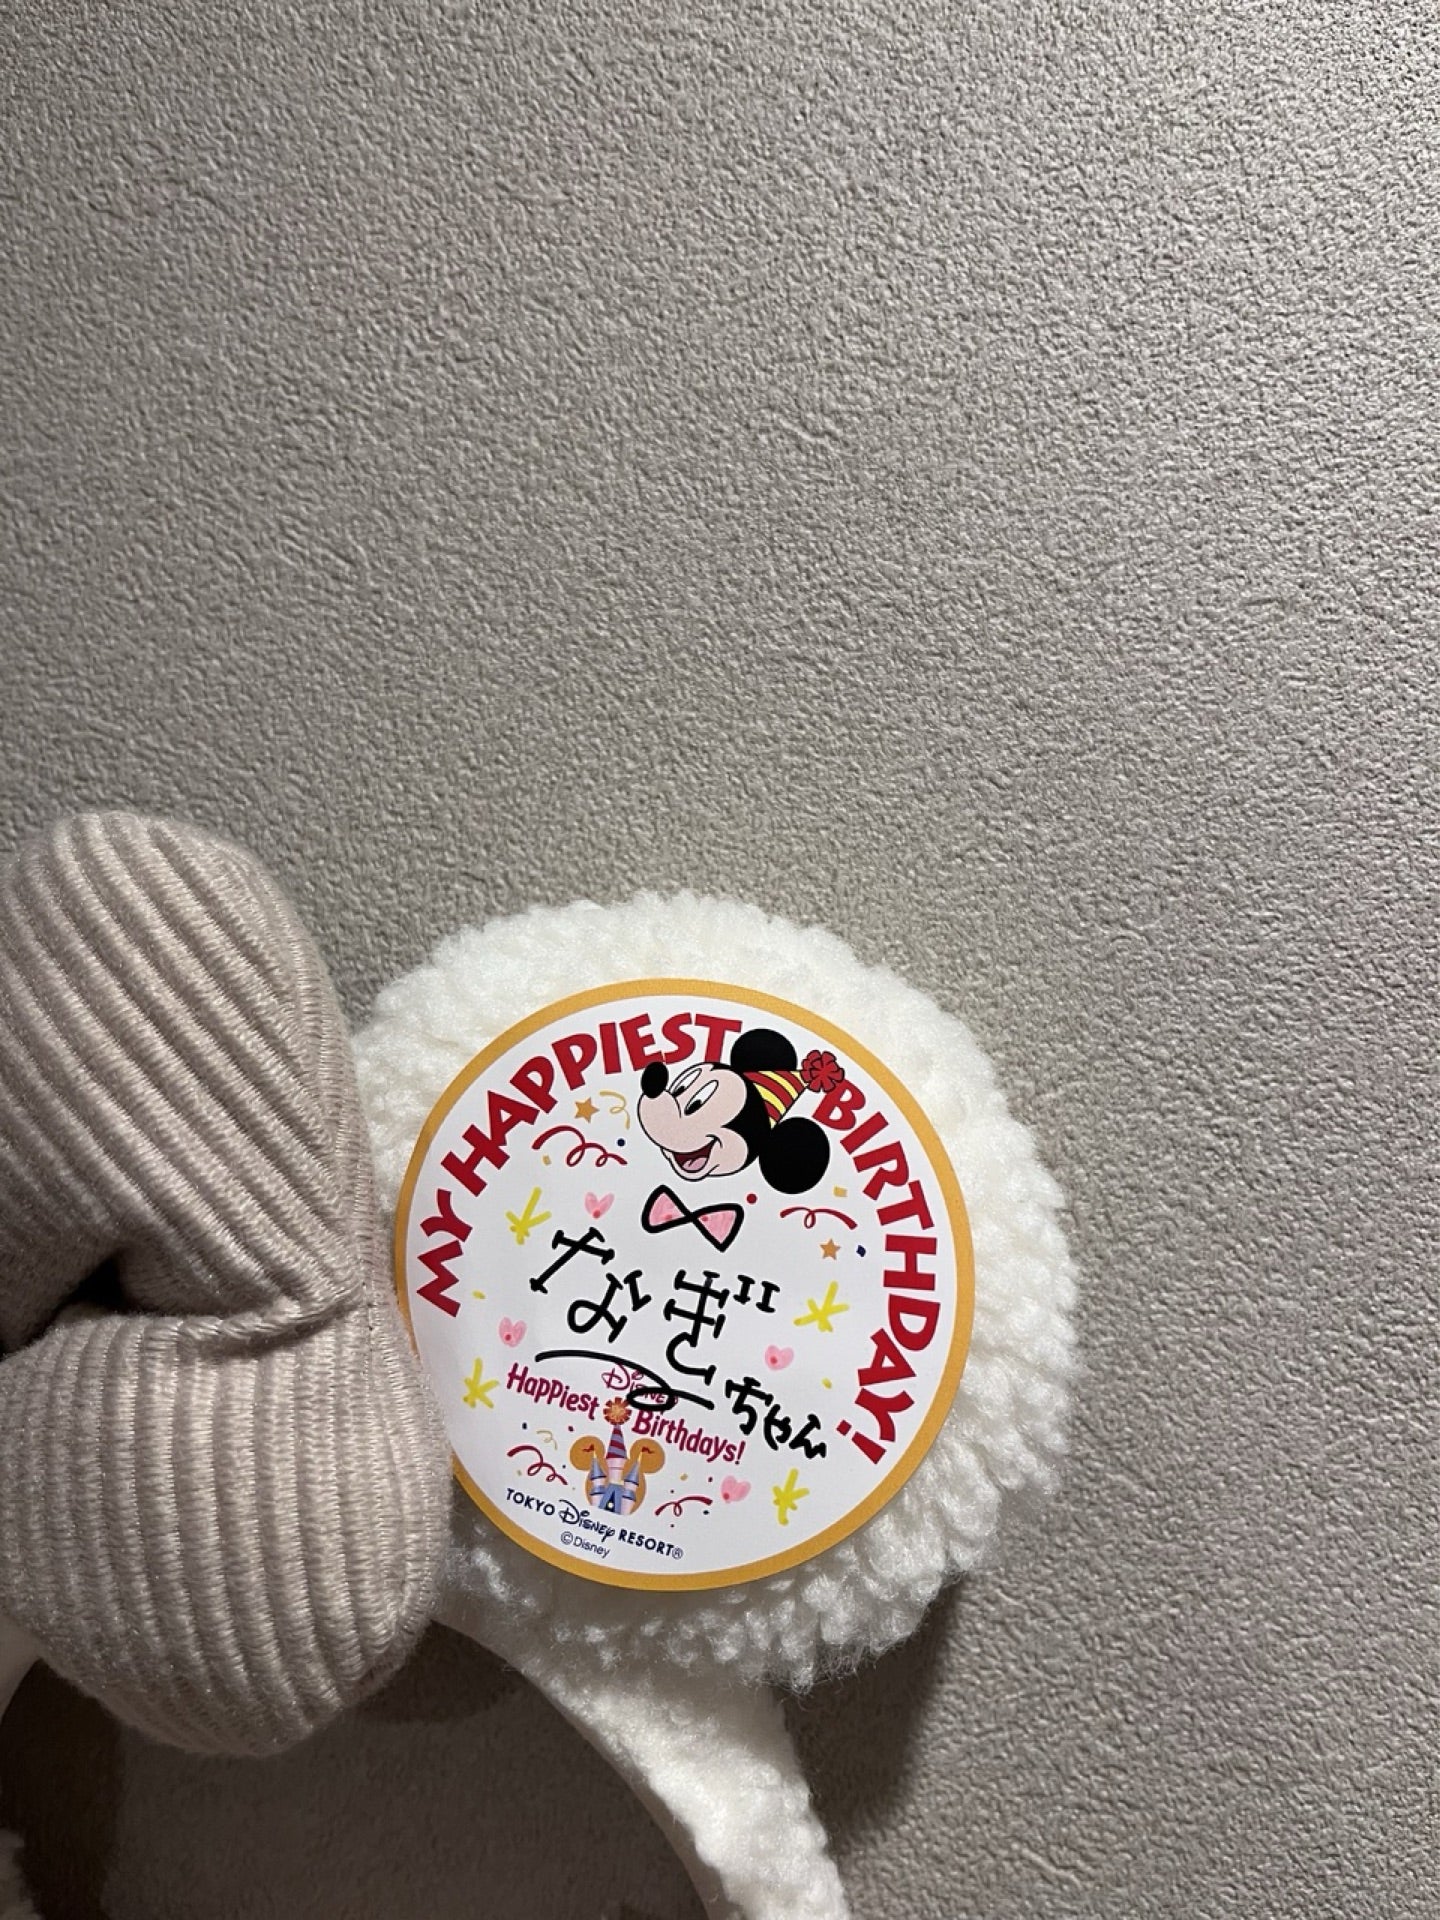 MY HAPPIEST BIRTHDAY!
なぎ
ちゃん
Disney
Happiest Birthdays!
TOKYO Disney RESORT®
©Disney